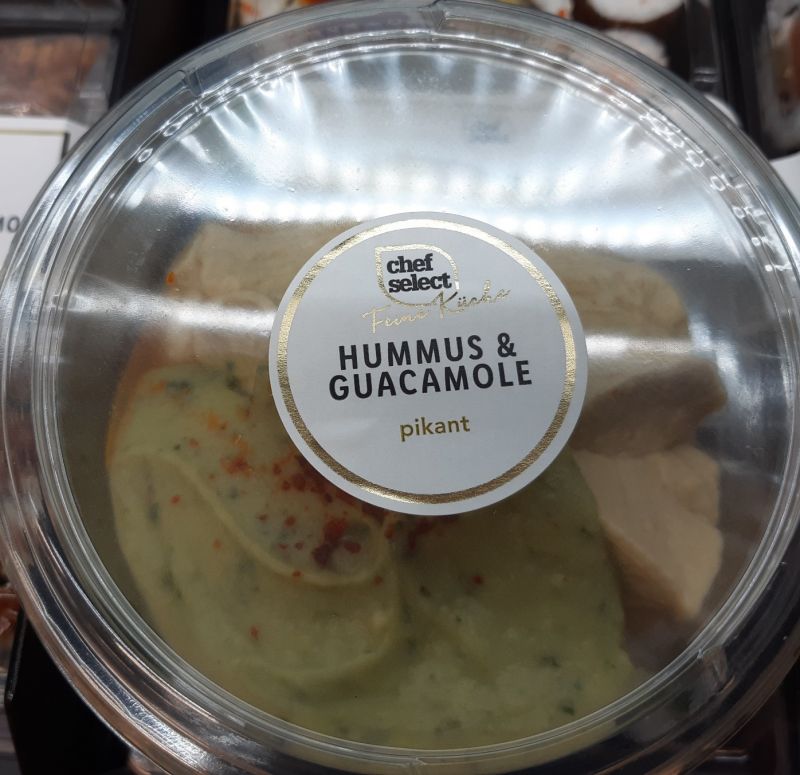 chef
select
Feine Küche
HUMMUS &
GUACAMOLE
pikant